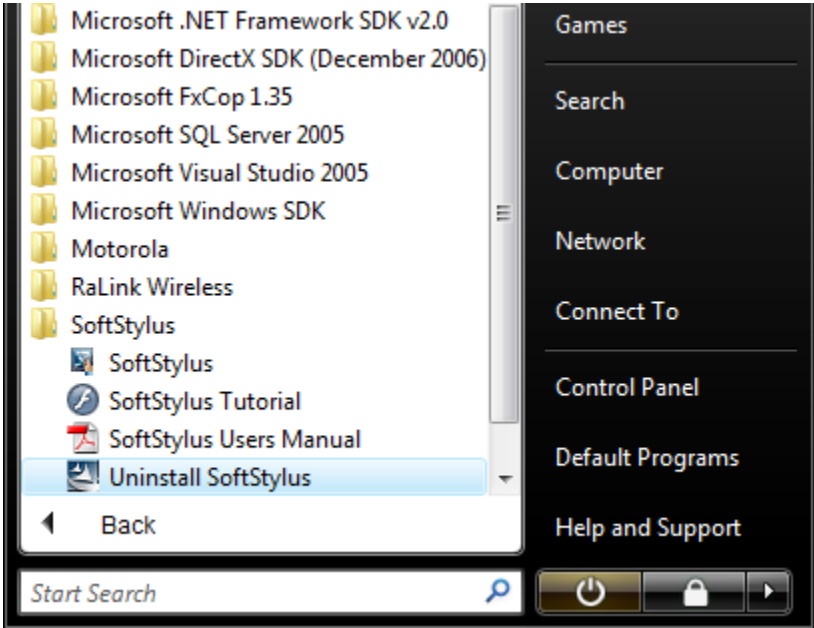 Microsoft .NET Framework SDK v2.0
Microsoft DirectX SDK (December 2006)
Microsoft FxCop 1.35
Microsoft SQL Server 2005
Microsoft Visual Studio 2005
Microsoft Windows SDK
Motorola
RaLink Wireless
SoftStylus
SoftStylus
SoftStylus Tutorial
SoftStylus Users Manual
Uninstall SoftStylus
Back
Start Search
Games
Search
Computer
Network
Connect To
Control Panel
Default Programs
Help and Support